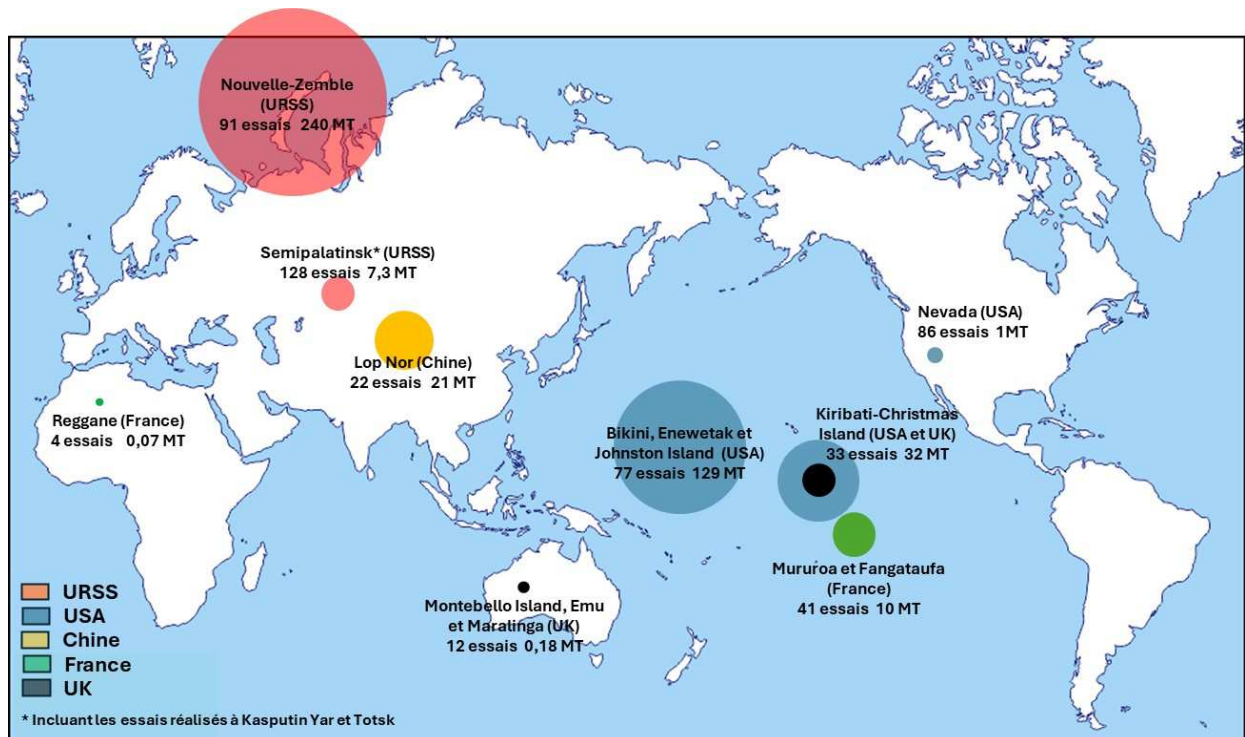 Nouvelle-Zemble
(URSS)
91 essais 240 MT
Semipalatinsk* (URSS)
128 essais 7,3 MT
Lop Nor (Chine)
22 essais 21 MT
Reggane (France)
4 essais 0,07 MT
Nevada (USA)
86 essais 1MT
Bikini, Enewetak et
Johnston Island (USA)
77 essais 129 MT
Kiribati-Christmas
Island (USA et UK)
33 essais 32 MT
Mururoa et Fangataufa
(France)
41 essais 10 MT
Montebello Island, Emu
et Maralinga (UK)
12 essais 0,18 MT
URSS
USA
Chine
France
UK
* Incluant les essais réalisés à Kasputin Yar et Totsk